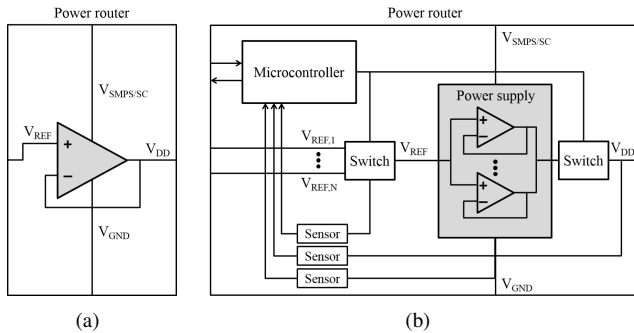 Power router
V_SMPS/SC
V_REF
+
−
V_DD
V_GND
(a)
Power router
V_SMPS/SC
Microcontroller
Power supply
V_REF,1
V_REF,N
Switch
V_REF
+
−
+
−
Switch
V_DD
Sensor
Sensor
Sensor
V_GND
(b)